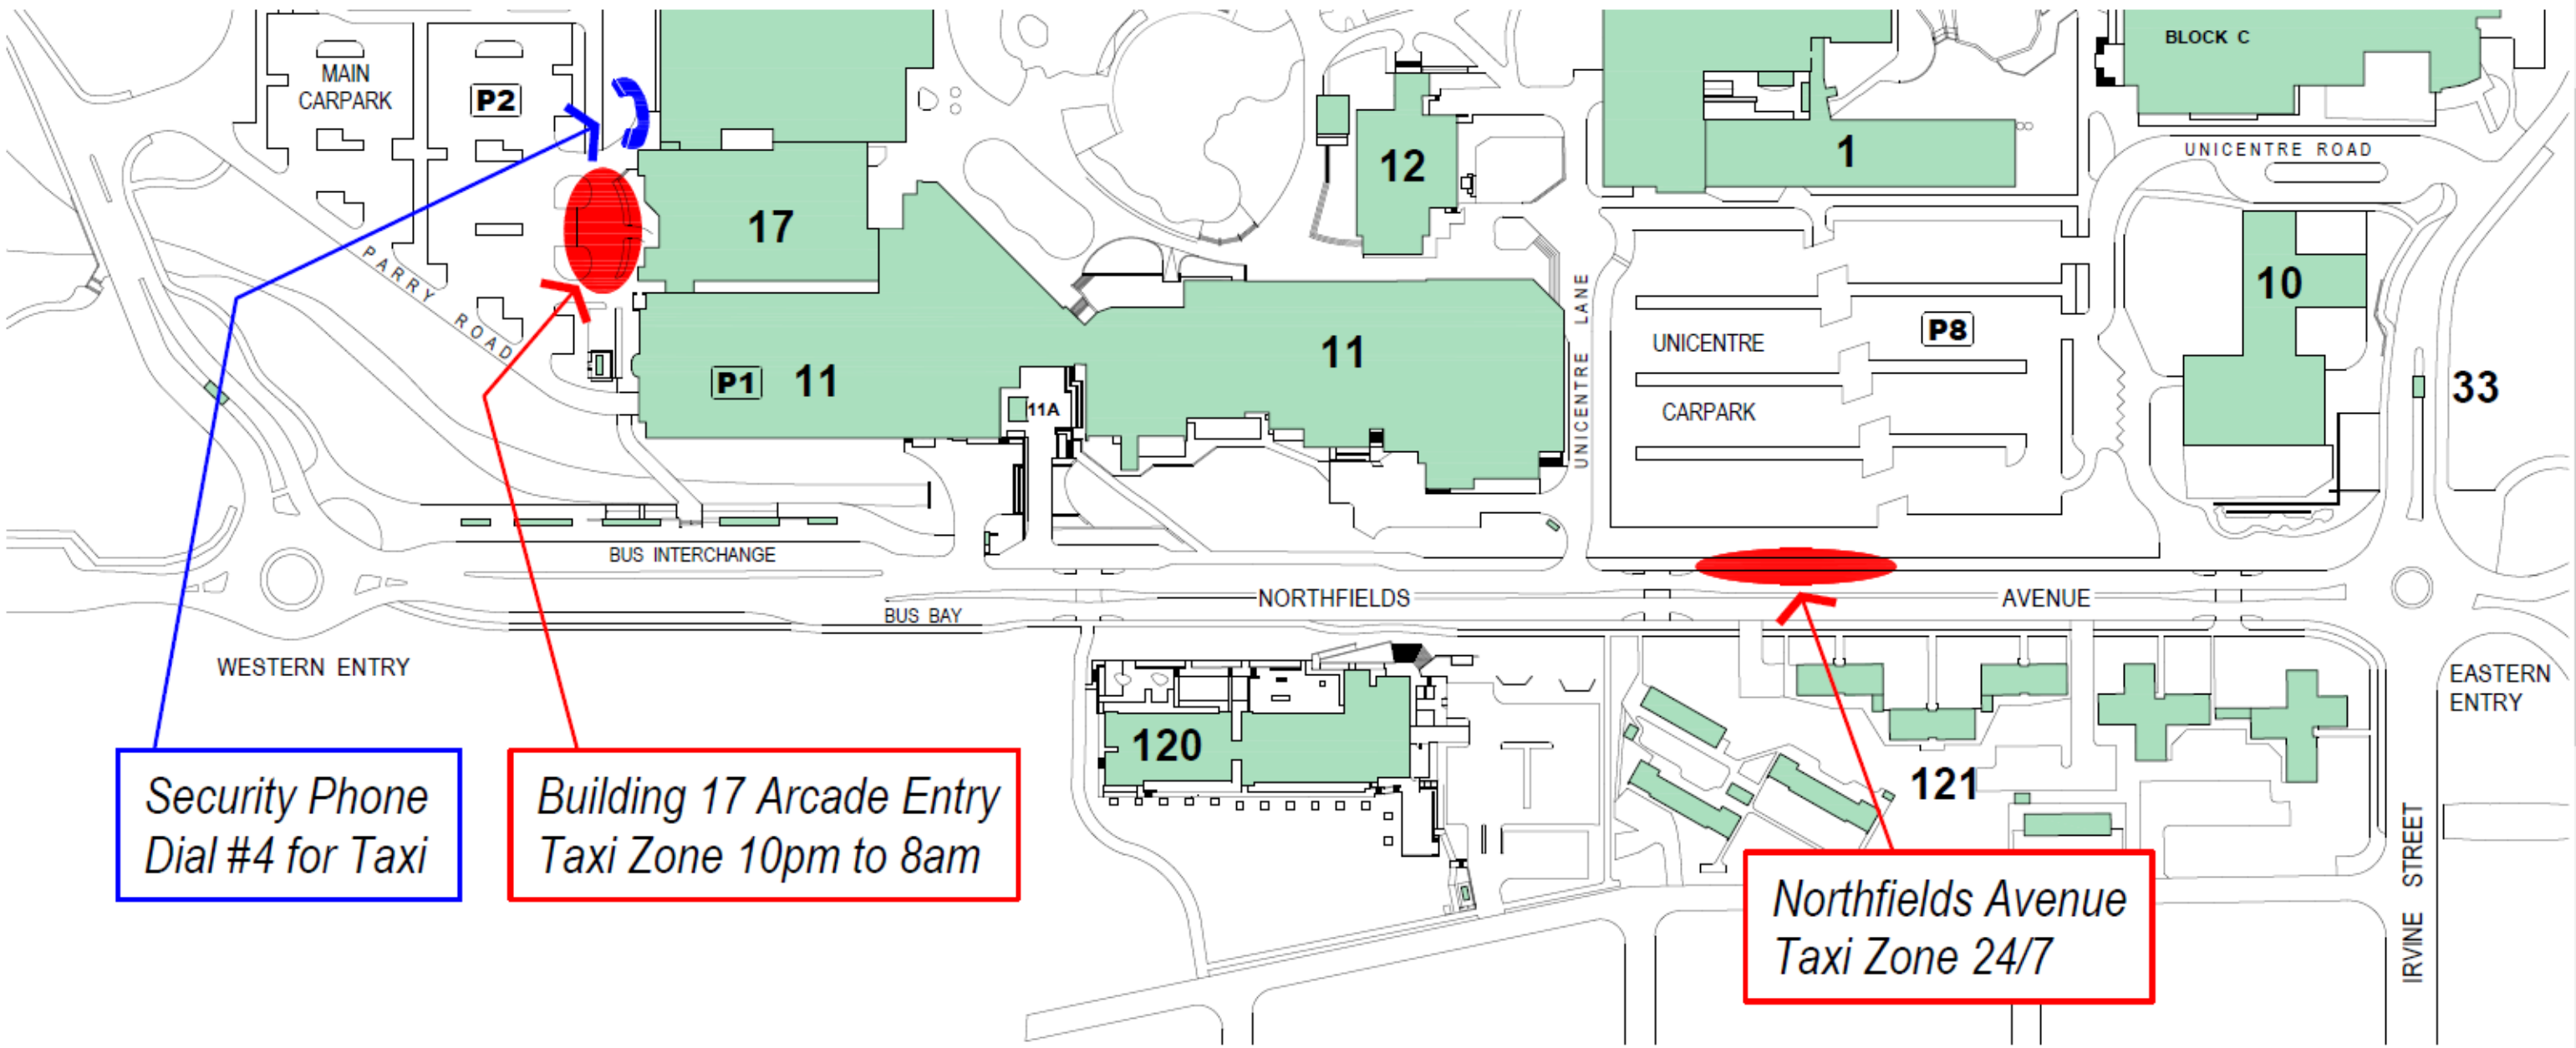 BLOCK C
MAIN
CARPARK
P2
UNICENTRE ROAD
12
1
17
PARRY ROAD
10
UNICENTRE LANE
UNICENTRE
CARPARK
P8
11
P1 11
33
11A
BUS INTERCHANGE
NORTHFIELDS AVENUE
BUS BAY
WESTERN ENTRY
EASTERN
ENTRY
120
121
Security Phone
Dial #4 for Taxi
Building 17 Arcade Entry
Taxi Zone 10pm to 8am
Northfields Avenue
Taxi Zone 24/7
IRVINE STREET